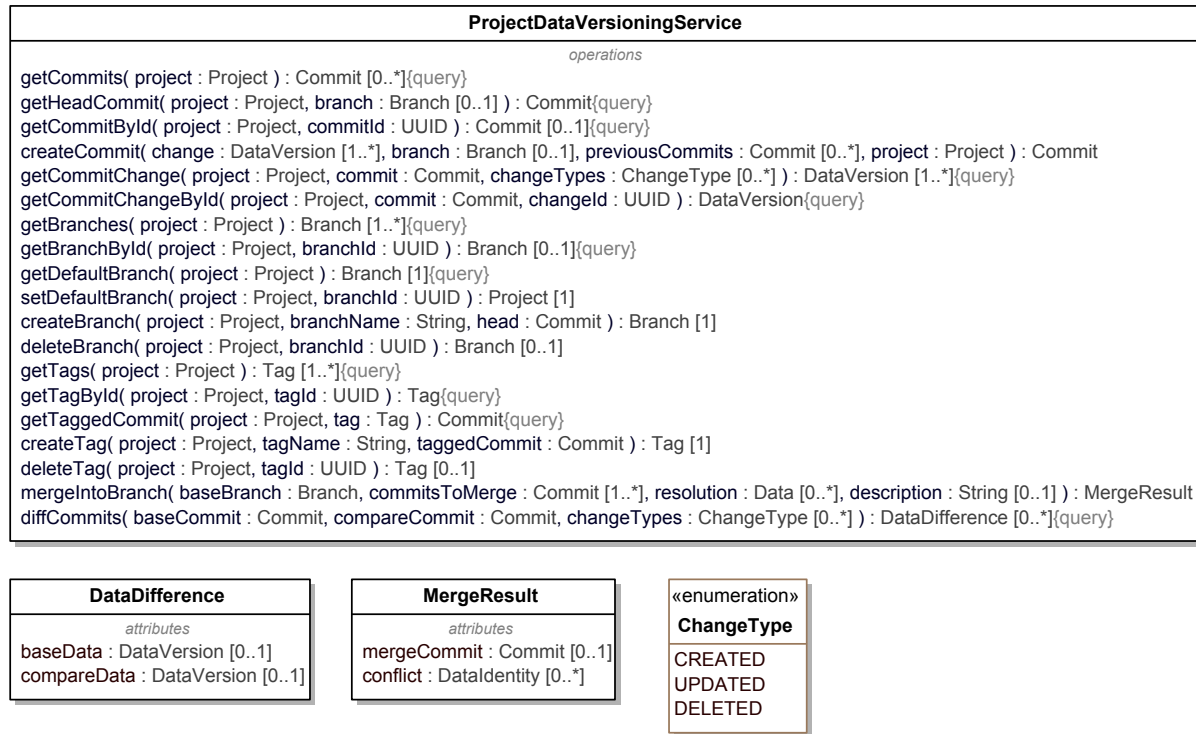 ProjectDataVersioningService
operations
getCommits( project : Project ) : Commit [0..*]{query}
getHeadCommit( project : Project, branch : Branch [0..1] ) : Commit{query}
getCommitById( project : Project, commitId : UUID ) : Commit [0..1]{query}
createCommit( change : DataVersion [1..*], branch : Branch [0..1], previousCommits : Commit [0..*], project : Project ) : Commit
getCommitChange( project : Project, commit : Commit, changeTypes : ChangeType [0..*] ) : DataVersion [1..*]{query}
getCommitChangeById( project : Project, commit : Commit, changeId : UUID ) : DataVersion{query}
getBranches( project : Project ) : Branch [1..*]{query}
getBranchById( project : Project, branchId : UUID ) : Branch [0..1]{query}
getDefaultBranch( project : Project ) : Branch [1]{query}
setDefaultBranch( project : Project, branchId : UUID ) : Project [1]
createBranch( project : Project, branchName : String, head : Commit ) : Branch [1]
deleteBranch( project : Project, branchId : UUID ) : Branch [0..1]
getTags( project : Project ) : Tag [1..*]{query}
getTagById( project : Project, tagId : UUID ) : Tag{query}
getTaggedCommit( project : Project, tag : Tag ) : Commit{query}
createTag( project : Project, tagName : String, taggedCommit : Commit ) : Tag [1]
deleteTag( project : Project, tagId : UUID ) : Tag [0..1]
mergeIntoBranch( baseBranch : Branch, commitsToMerge : Commit [1..*], resolution : Data [0..*], description : String [0..1] ) : MergeResult
diffCommits( baseCommit : Commit, compareCommit : Commit, changeTypes : ChangeType [0..*] ) : DataDifference [0..*]{query}
DataDifference
attributes
baseData : DataVersion [0..1]
compareData : DataVersion [0..1]
MergeResult
attributes
mergeCommit : Commit [0..1]
conflict : DataIdentity [0..*]
«enumeration»
ChangeType
CREATED
UPDATED
DELETED